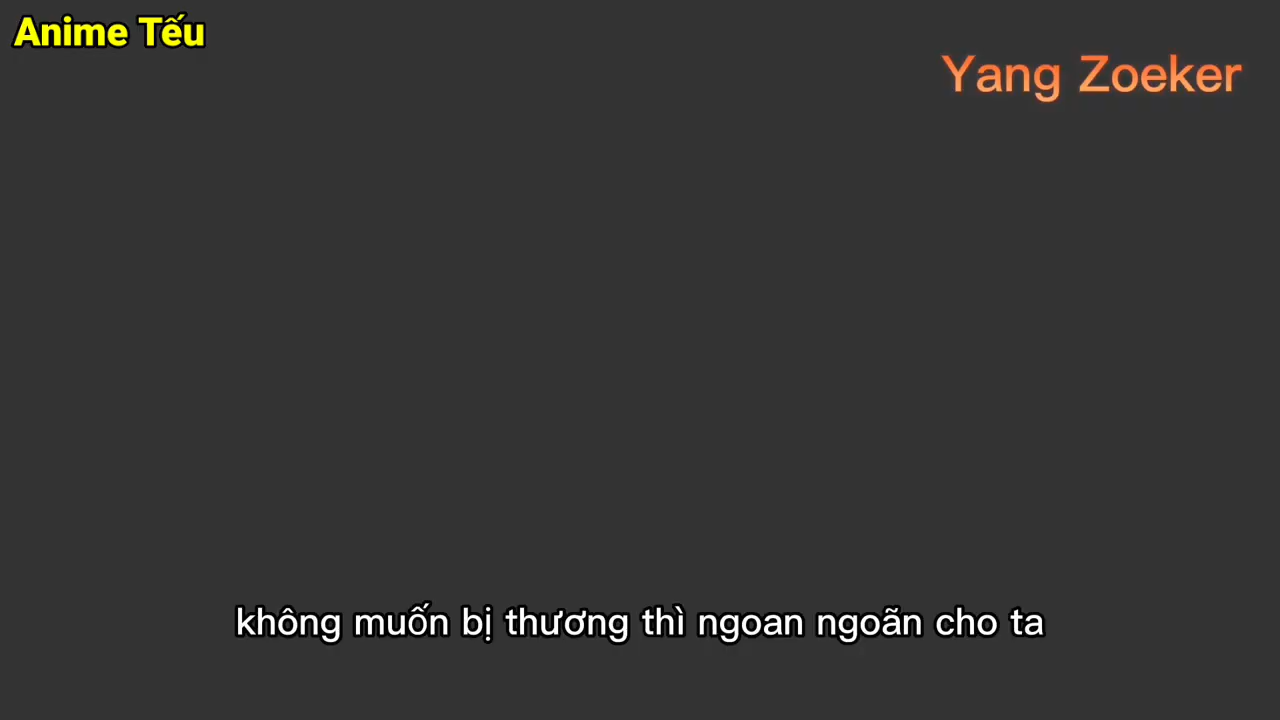 Anime Tếu
Yang Zoeker
không muốn bị thương thì ngoan ngoãn cho ta